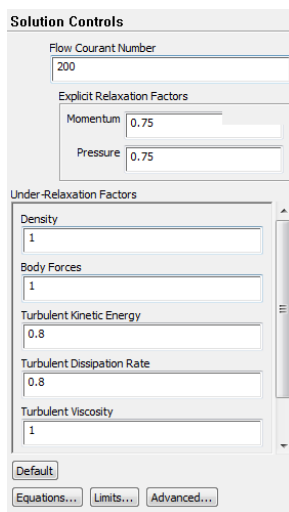 Solution Controls
Flow Courant Number
200
Explicit Relaxation Factors
Momentum 0.75
Pressure 0.75
Under-Relaxation Factors
Density
1
Body Forces
1
Turbulent Kinetic Energy
0.8
Turbulent Dissipation Rate
0.8
Turbulent Viscosity
1
Default
Equations... Limits... Advanced...